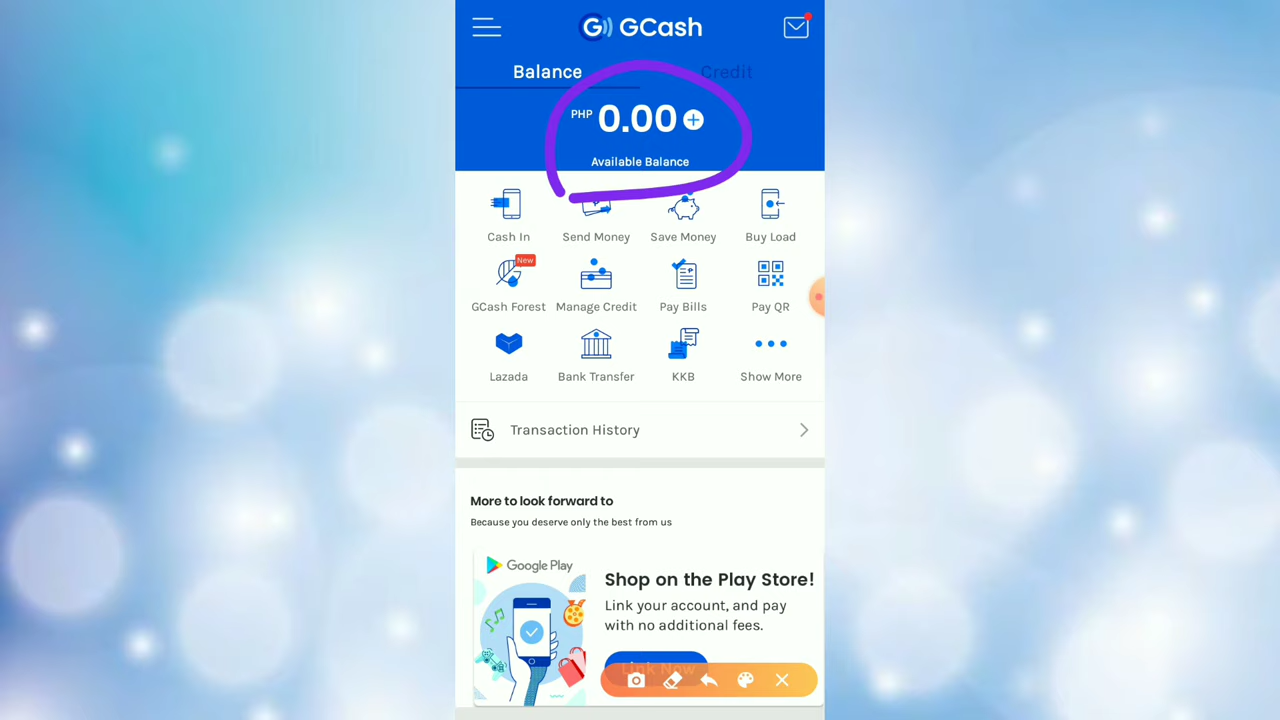 GCash
Balance
Credit
PHP 0.00
Available Balance
Cash In
Send Money
Save Money
Buy Load
New
GCash Forest
Manage Credit
Pay Bills
Pay QR
Lazada
Bank Transfer
KKB
Show More
Transaction History
More to look forward to
Because you deserve only the best from us
Google Play
Shop on the Play Store!
Link your account, and pay
with no additional fees.
Link Now